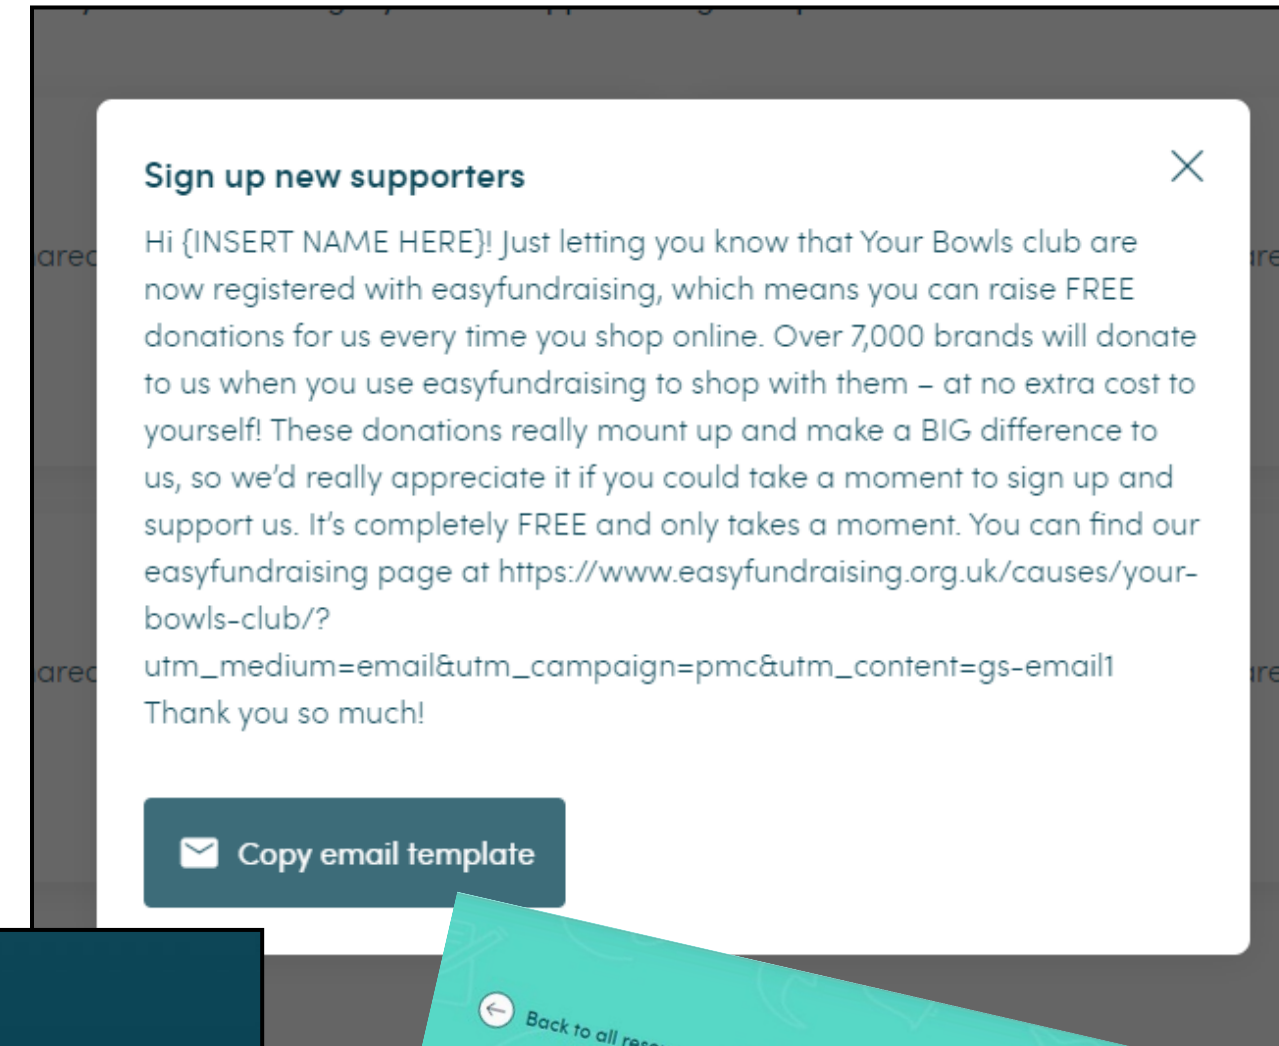 Sign up new supporters
Hi {INSERT NAME HERE}! Just letting you know that Your Bowls club are
now registered with easyfundraising, which means you can raise FREE
donations for us every time you shop online. Over 7,000 brands will donate
to us when you use easyfundraising to shop with them – at no extra cost to
yourself! These donations really mount up and make a BIG difference to
us, so we’d really appreciate it if you could take a moment to sign up and
support us. It’s completely FREE and only takes a moment. You can find our
easyfundraising page at https://www.easyfundraising.org.uk/causes/your-
bowls-club/?
utm_medium=email&utm_campaign=pmc&utm_content=gs-email1
Thank you so much!
Copy email template
Back to all